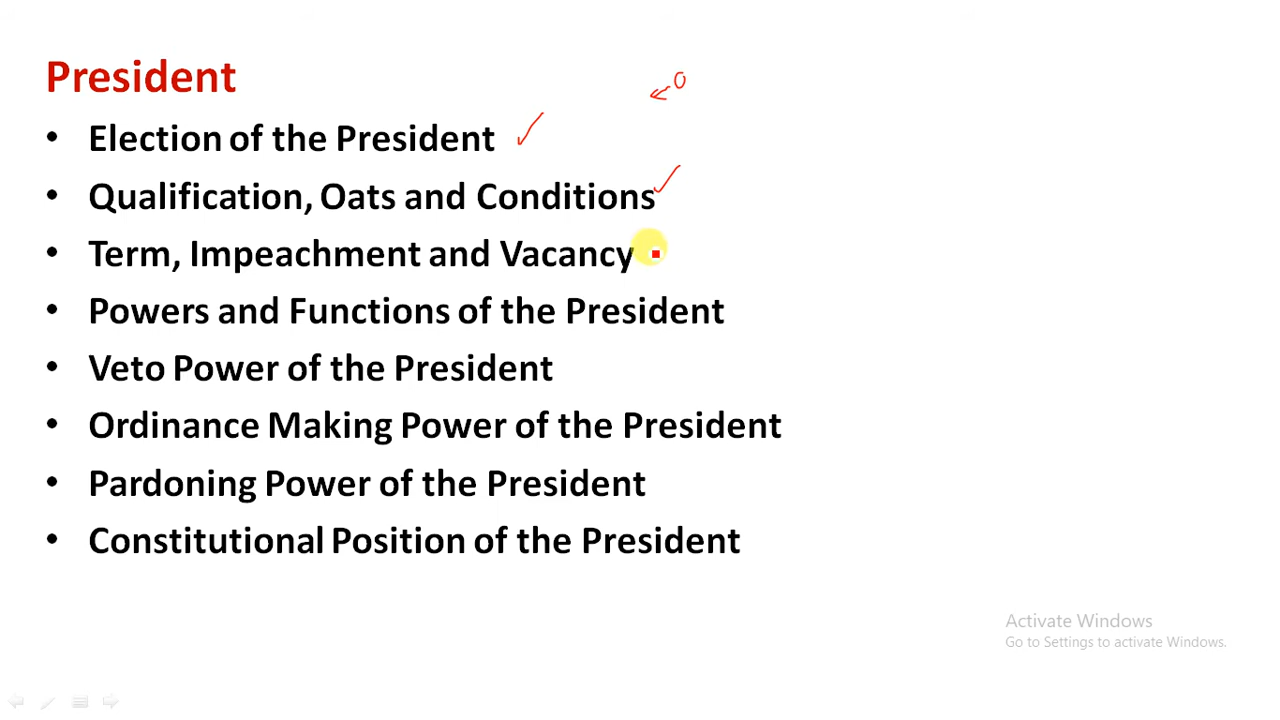 President
• Election of the President
• Qualification, Oats and Conditions
• Term, Impeachment and Vacancy
• Powers and Functions of the President
• Veto Power of the President
• Ordinance Making Power of the President
• Pardoning Power of the President
• Constitutional Position of the President
Activate Windows
Go to Settings to activate Windows.